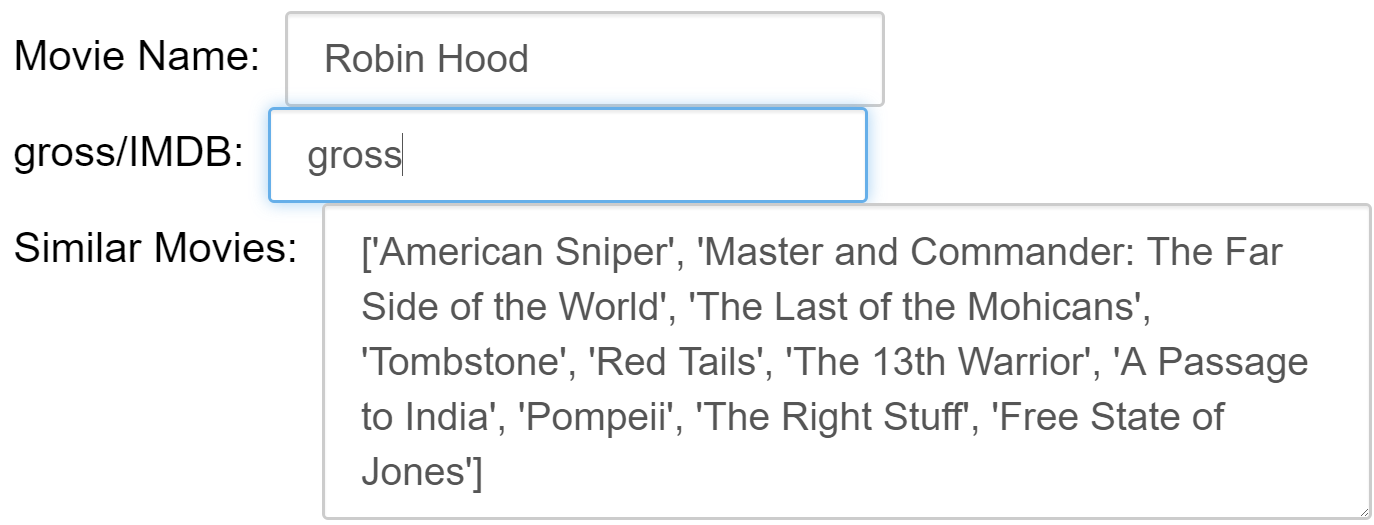 Movie Name: Robin Hood
gross/IMDB: gross
Similar Movies: ['American Sniper', 'Master and Commander: The Far
Side of the World', 'The Last of the Mohicans',
'Tombstone', 'Red Tails', 'The 13th Warrior', 'A Passage
to India', 'Pompeii', 'The Right Stuff', 'Free State of
Jones']